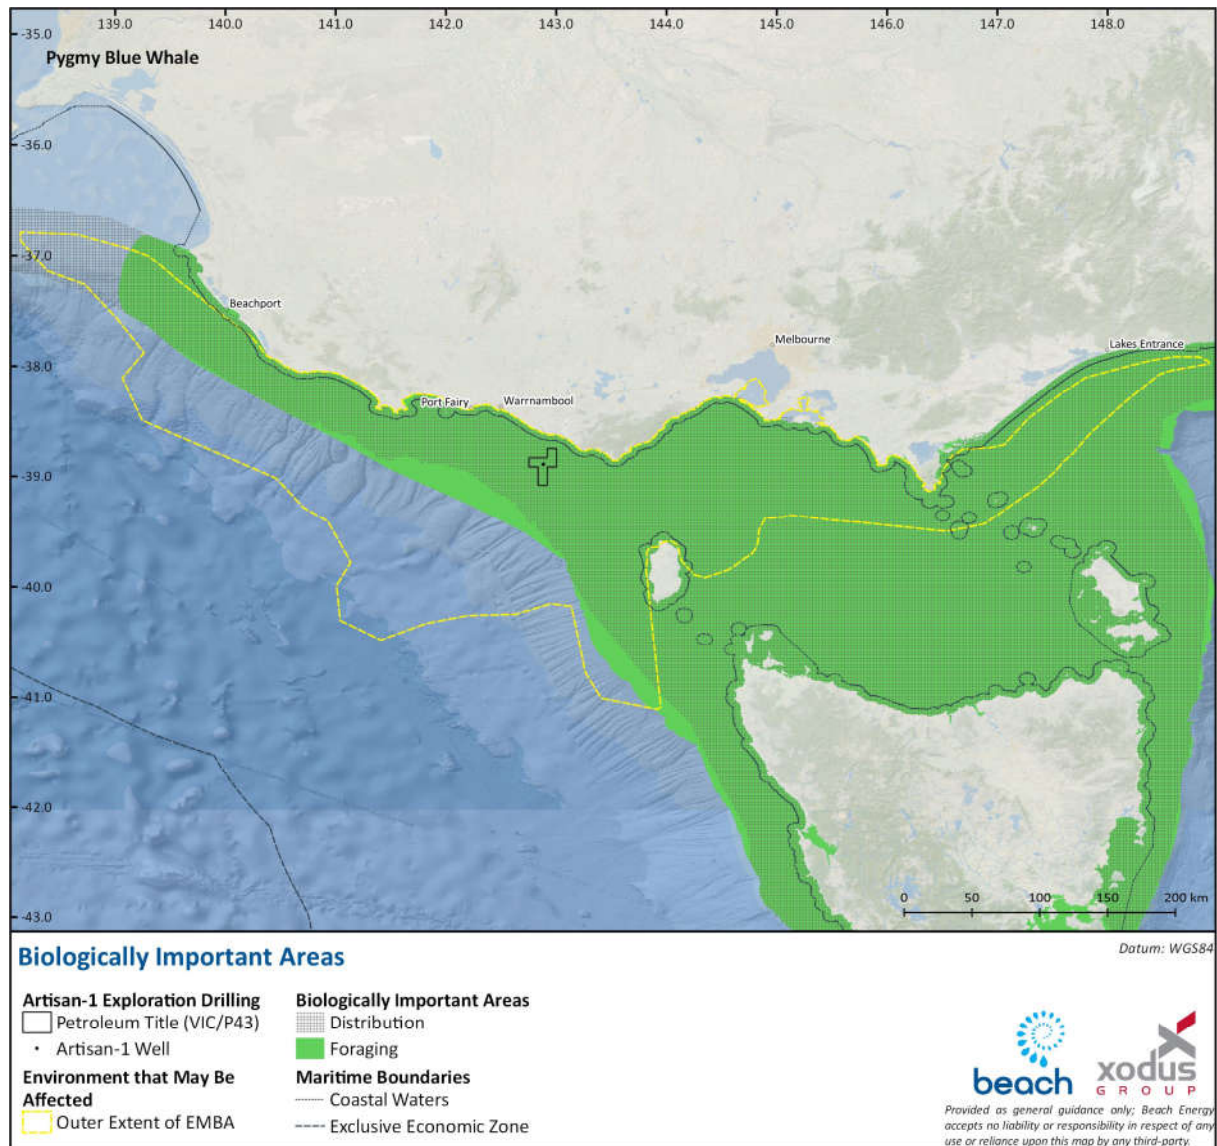 139.0 140.0 141.0 142.0 143.0 144.0 145.0 146.0 147.0 148.0
-35.0
Pygmy Blue Whale
-36.0
-37.0
Beachport
Melbourne
Lakes Entrance
-38.0
Port Fairy
Warrnambool
-39.0
-40.0
-41.0
-42.0
0 50 100 150 200 km
-43.0
Biologically Important Areas
Datum: WGS84
Artisan-1 Exploration Drilling
Petroleum Title (VIC/P43)
Artisan-1 Well
Environment that May Be
Affected
Outer Extent of EMBA
Biologically Important Areas
Distribution
Foraging
Maritime Boundaries
Coastal Waters
Exclusive Economic Zone
beach
xodus
GROUP
Provided as general guidance only; Beach Energy
accepts no liability or responsibility in respect of any
use or reliance upon this map by any third-party.